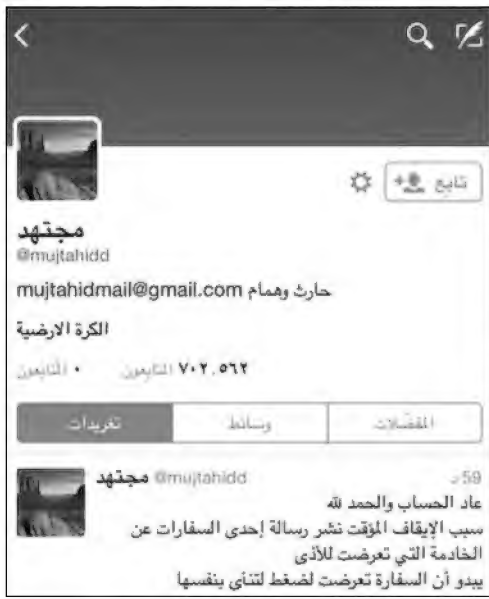 تابع
مجتهد
@mujtahidd
حارث وهمام mujtahidmail@gmail.com
الكرة الارضية
٧٠٢,٥٦٢ المتابعون ٠ المتابعون
المفضلات وسائط تغريدات
مجتهد @mujtahidd 59 د
عاد الحساب والحمد لله
سبب الإيقاف المؤقت نشر رسالة إحدى السفارات عن
الخادمة التي تعرضت للأذى
يبدو أن السفارة تعرضت لضغط لتنأى بنفسها